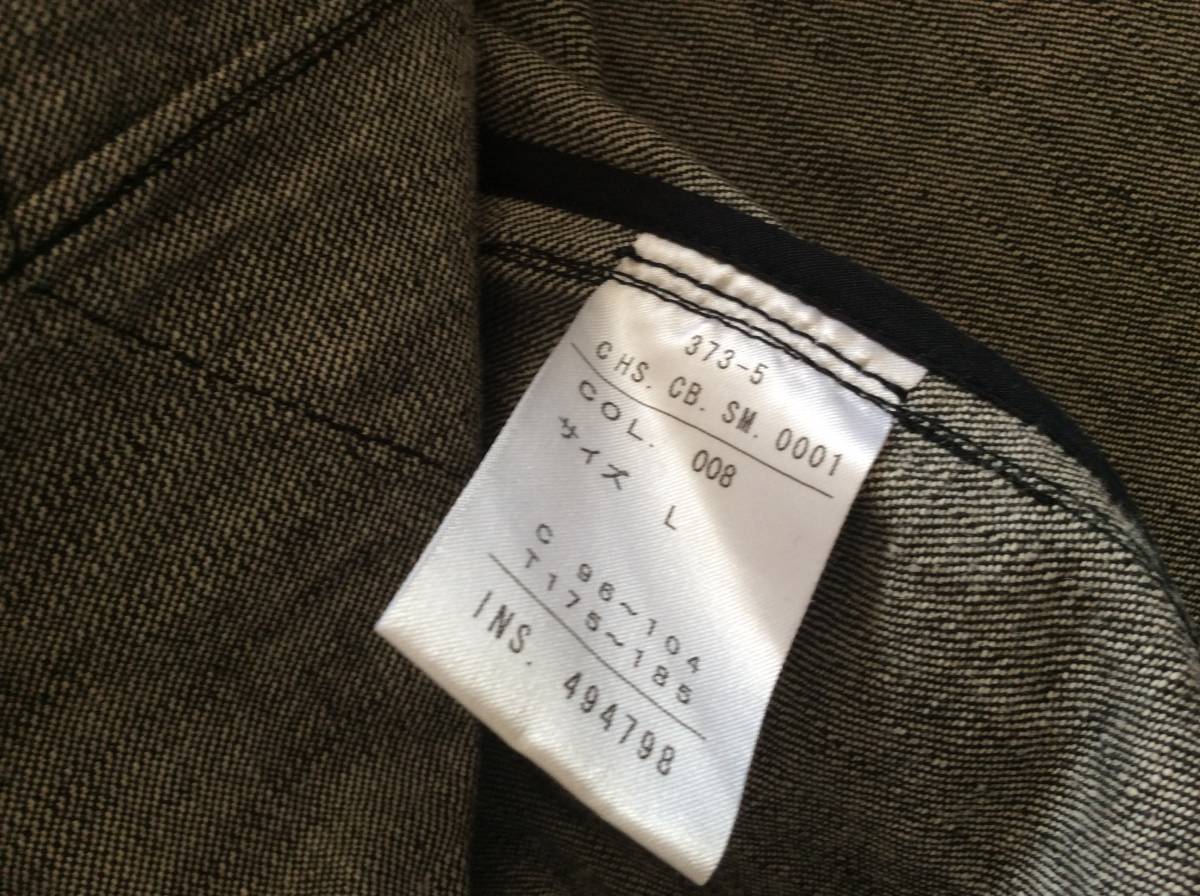 373-5
CHS. CB. SM. 0001
COL. 008
サイズ L
C 96~104
T175~185
INS. 494798